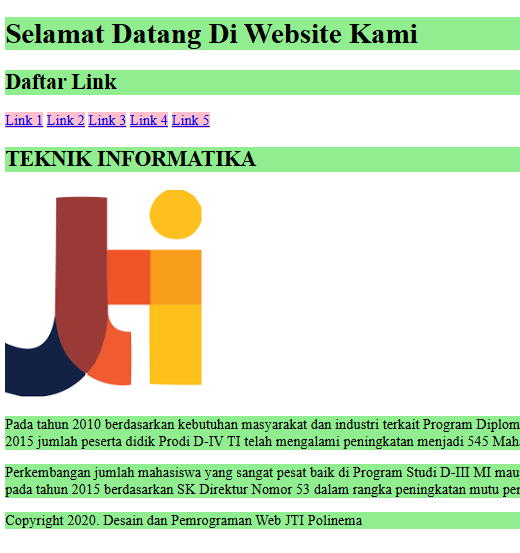 Selamat Datang Di Website Kami
Daftar Link
Link 1 Link 2 Link 3 Link 4 Link 5
TEKNIK INFORMATIKA
JTI
Pada tahun 2010 berdasarkan kebutuhan masyarakat dan industri terkait Program Diplom
2015 jumlah peserta didik Prodi D-IV TI telah mengalami peningkatan menjadi 545 Mah
Perkembangan jumlah mahasiswa yang sangat pesat baik di Program Studi D-III MI mau
pada tahun 2015 berdasarkan SK Direktur Nomor 53 dalam rangka peningkatan mutu per
Copyright 2020. Desain dan Pemrograman Web JTI Polinema